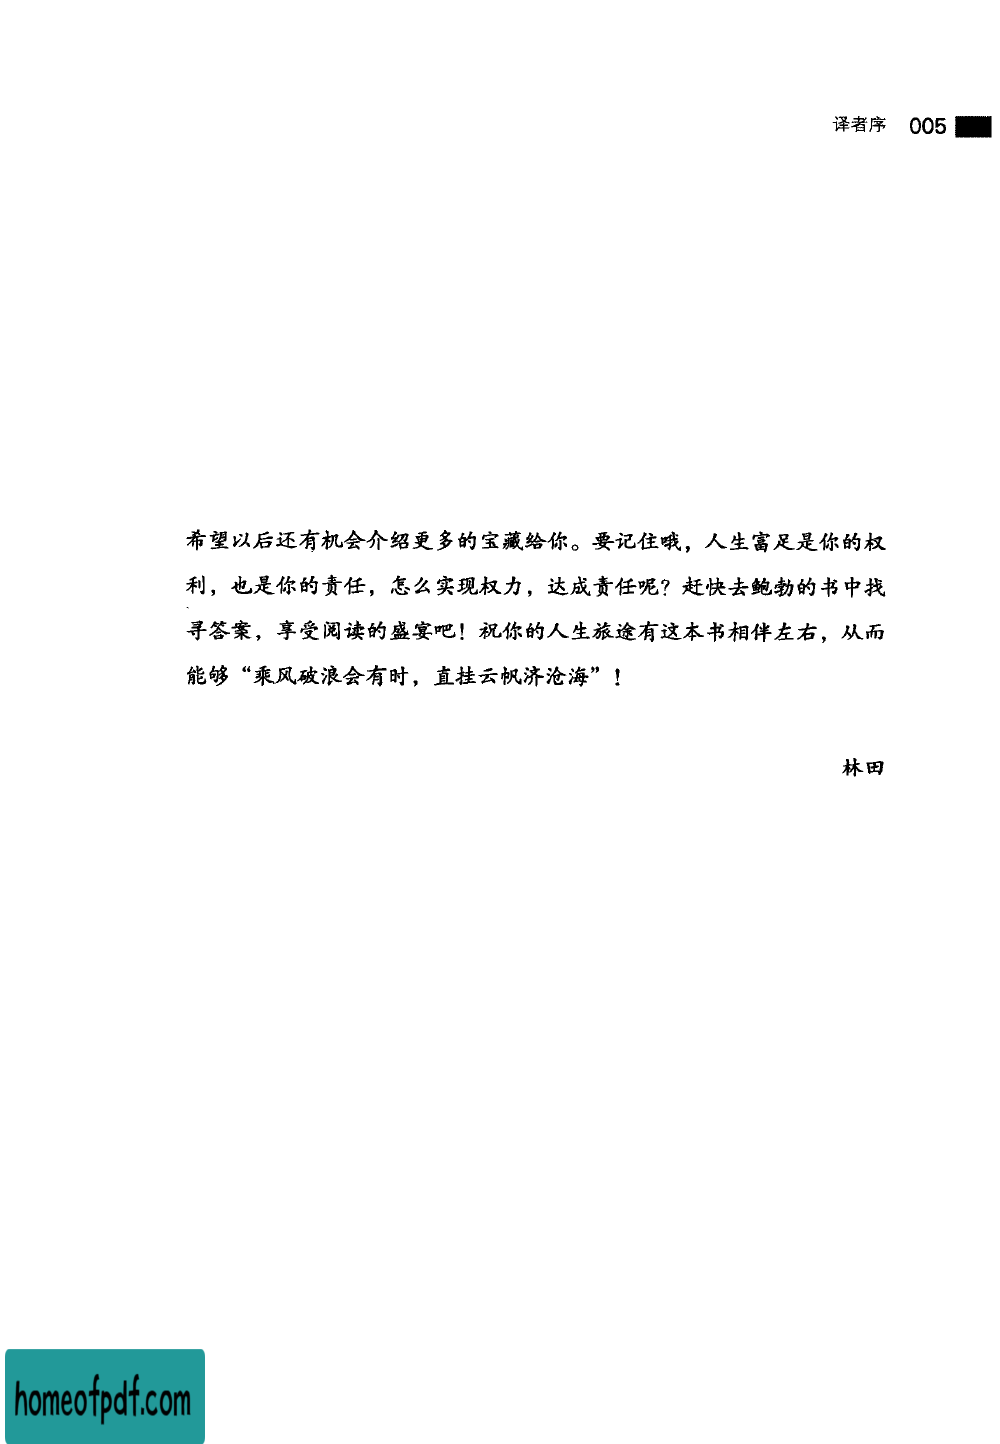 译者序 005
希望以后还有机会介绍更多的宝藏给你。要记住哦，人生富足是你的权
利，也是你的责任，怎么实现权力，达成责任呢？赶快去鲍勃的书中找
寻答案，享受阅读的盛宴吧！祝你的人生旅途有这本书相伴左右，从而
能够“乘风破浪会有时，直挂云帆济沧海”！
林田
homeofpdf.com